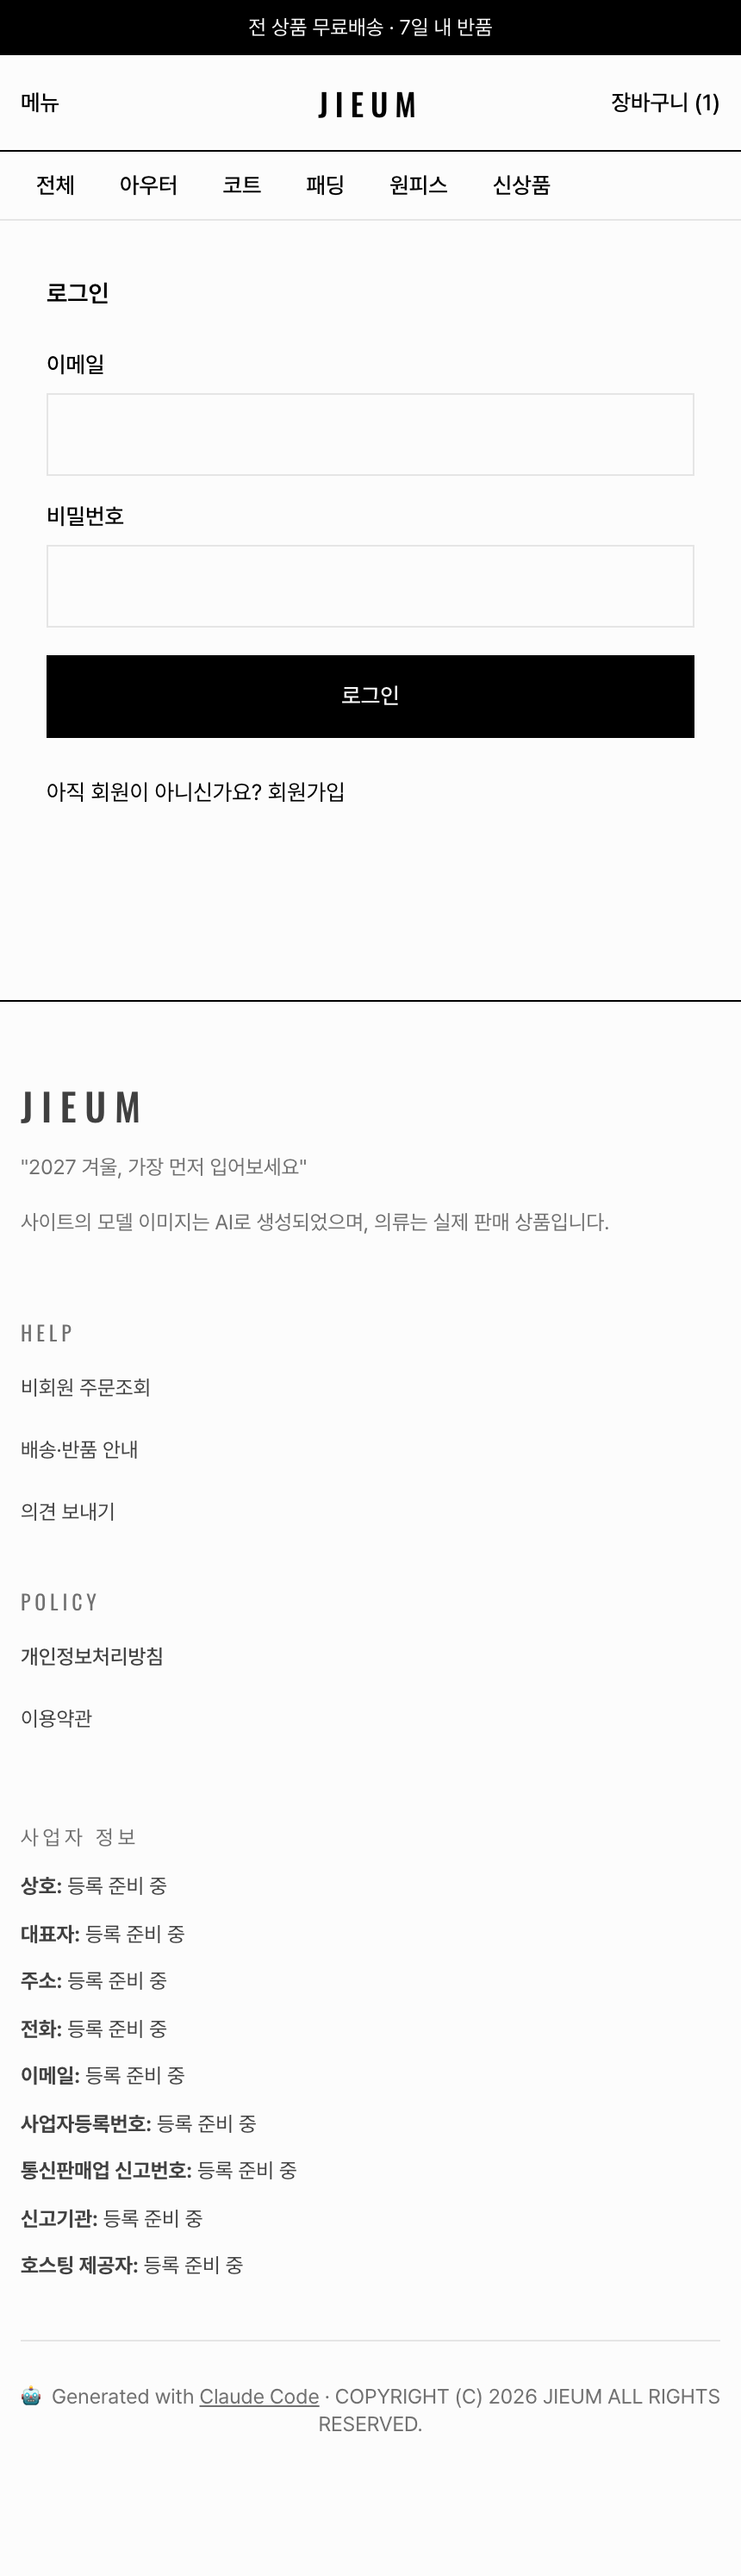 전 상품 무료배송 · 7일 내 반품
메뉴
JIEUM
장바구니 (1)
전체 아우터 코트 패딩 원피스 신상품
로그인
이메일
비밀번호
로그인
아직 회원이 아니신가요? 회원가입
JIEUM
"2027 겨울, 가장 먼저 입어보세요"
사이트의 모델 이미지는 AI로 생성되었으며, 의류는 실제 판매 상품입니다.
HELP
비회원 주문조회
배송·반품 안내
의견 보내기
POLICY
개인정보처리방침
이용약관
사업자 정보
상호: 등록 준비 중
대표자: 등록 준비 중
주소: 등록 준비 중
전화: 등록 준비 중
이메일: 등록 준비 중
사업자등록번호: 등록 준비 중
통신판매업 신고번호: 등록 준비 중
신고기관: 등록 준비 중
호스팅 제공자: 등록 준비 중
🤖 Generated with Claude Code · COPYRIGHT (C) 2026 JIEUM ALL RIGHTS
RESERVED.